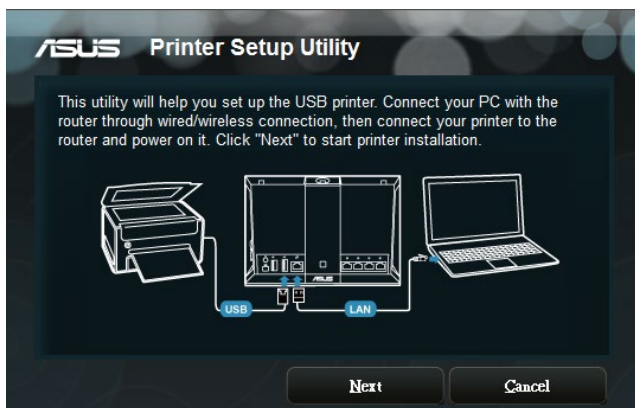 ASUS Printer Setup Utility
This utility will help you set up the USB printer. Connect your PC with the
router through wired/wireless connection, then connect your printer to the
router and power on it. Click "Next" to start printer installation.
ASUS
USB
LAN
Next
Cancel